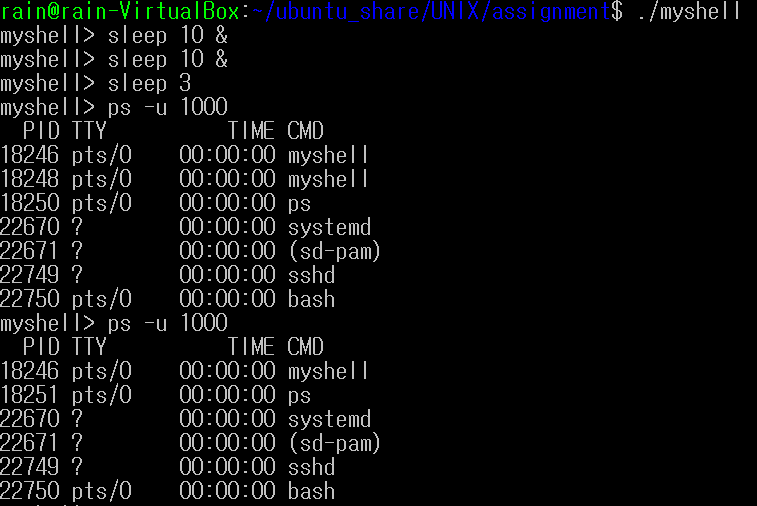 rain@rain-VirtualBox:~/ubuntu_share/UNIX/assignment$ ./myshell
myshell> sleep 10 &
myshell> sleep 10 &
myshell> sleep 3
myshell> ps -u 1000
  PID TTY          TIME CMD
18246 pts/0    00:00:00 myshell
18248 pts/0    00:00:00 myshell
18250 pts/0    00:00:00 ps
22670 ?        00:00:00 systemd
22671 ?        00:00:00 (sd-pam)
22749 ?        00:00:00 sshd
22750 pts/0    00:00:00 bash
myshell> ps -u 1000
  PID TTY          TIME CMD
18246 pts/0    00:00:00 myshell
18251 pts/0    00:00:00 ps
22670 ?        00:00:00 systemd
22671 ?        00:00:00 (sd-pam)
22749 ?        00:00:00 sshd
22750 pts/0    00:00:00 bash